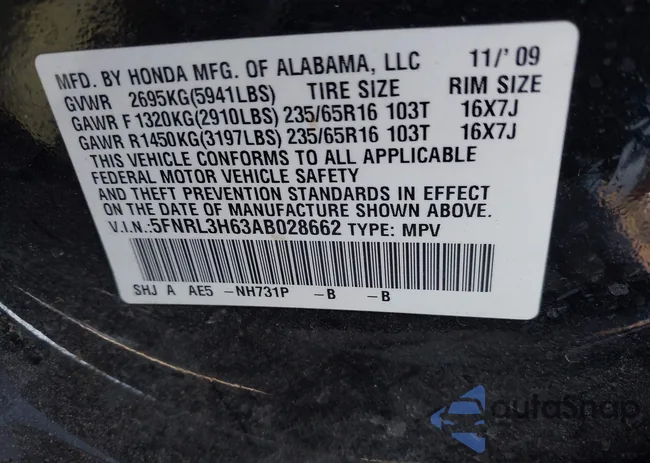 MFD. BY HONDA MFG. OF ALABAMA, LLC 11/' 09
GVWR 2695KG(5941LBS) TIRE SIZE RIM SIZE
GAWR F1320KG(2910LBS) 235/65R16 103T 16X7J
GAWR R1450KG(3197LBS) 235/65R16 103T 16X7J
THIS VEHICLE CONFORMS TO ALL APPLICABLE
FEDERAL MOTOR VEHICLE SAFETY
AND THEFT PREVENTION STANDARDS IN EFFECT
ON THE DATE OF MANUFACTURE SHOWN ABOVE.
V.I.N.:5FNRL3H63AB028662 TYPE: MPV
SHJ A AE5 -NH731P -B -B
autoSnap